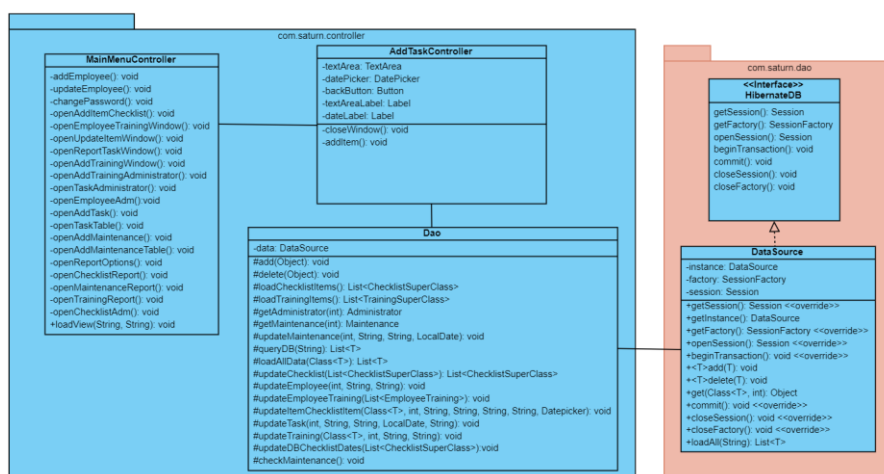 com.saturn.controller
MainMenuController
-addEmployee(): void
-updateEmployee(): void
-changePassword(): void
-openAddItemChecklist(): void
-openEmployeeTrainingWindow(): void
-openUpdateItemWindow(): void
-openReportTaskWindow(): void
-openAddTrainingWindow(): void
-openAddTrainingAdministrator(): void
-openTaskAdministrator(): void
-openEmployeeAdm():void
-openAddTask(): void
-openTaskTable(): void
-openAddMaintenance(): void
-openAddMaintenanceTable(): void
-openReportOptions(): void
-openChecklistReport(): void
-openMaintenanceReport(): void
-openTrainingReport(): void
-openChecklistAdm(): void
+loadView(String, String): void
AddTaskController
-textArea: TextArea
-datePicker: DatePicker
-backButton: Button
-textAreaLabel: Label
-dateLabel: Label
-closeWindow(): void
-addItem(): void
Dao
-data: DataSource
#add(Object): void
#delete(Object): void
#loadChecklistItems(): List<ChecklistSuperClass>
#loadTrainingItems(): List<TrainingSuperClass>
#getAdministrator(int): Administrator
#getMaintenance(int): Maintenance
#updateMaintenance(int, String, String, LocalDate): void
#queryDB(String): List<T>
#loadAllData(Class<T>): List<T>
#updateChecklist(List<ChecklistSuperClass>): List<ChecklistSuperClass>
#updateEmployee(int, String, String): void
#updateEmployeeTraining(List<EmployeeTraining>): void
#updateItemChecklistItem(Class<T>, int, String, String, String, String, Datepicker): void
#updateTask(int, String, String, LocalDate, String): void
#updateTraining(Class<T>, int, String, String): void
#updateDBChecklistDates(List<ChecklistSuperClass>):void
#checkMaintenance(): void
com.saturn.dao
<<Interface>>
HibernateDB
getSession(): Session
getFactory(): SessionFactory
openSession(): Session
beginTransaction(): void
commit(): void
closeSession(): void
closeFactory(): void
DataSource
-instance: DataSource
-factory: SessionFactory
-session: Session
+getSession(): Session <<override>>
+getInstance(): DataSource
+getFactory(): SessionFactory <<override>>
+openSession(): Session <<override>>
+beginTransaction(): void <<override>>
+<T>add(T): void
+<T>delete(T): void
+get(Class<T>, int): Object
+commit(): void <<override>>
+closeSession(): void <<override>>
+closeFactory(): void <<override>>
+loadAll(String): List<T>